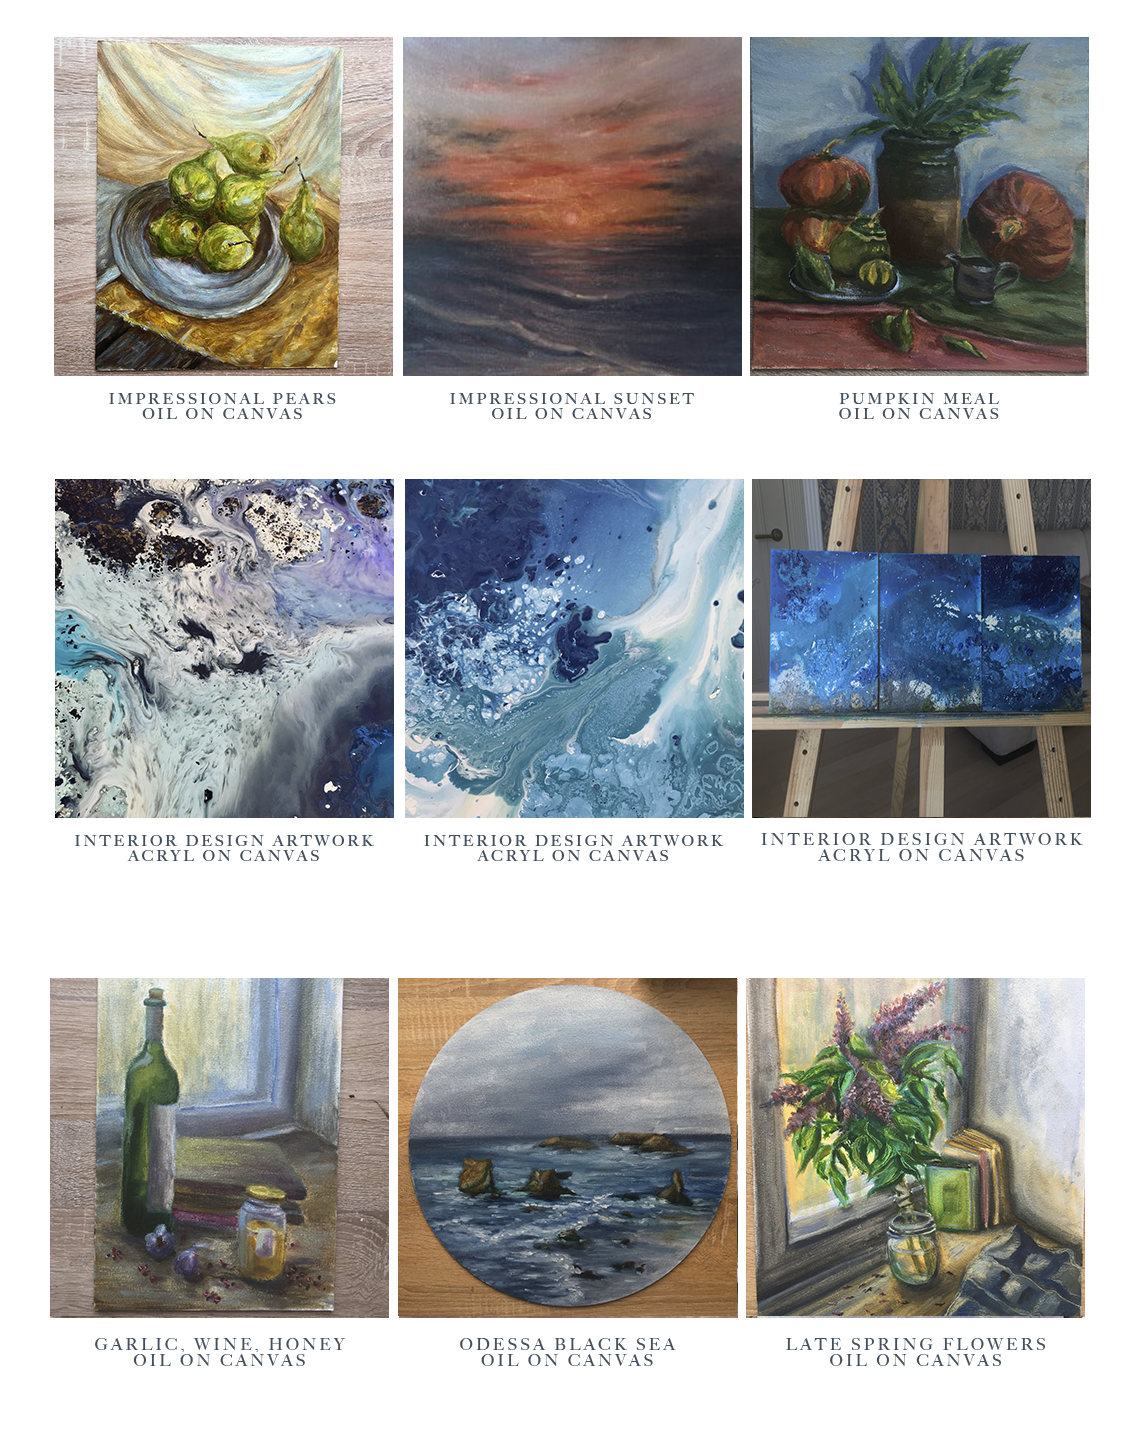 IMPRESSIONAL PEARS
OIL ON CANVAS
IMPRESSIONAL SUNSET
OIL ON CANVAS
PUMPKIN MEAL
OIL ON CANVAS
INTERIOR DESIGN ARTWORK
ACRYL ON CANVAS
INTERIOR DESIGN ARTWORK
ACRYL ON CANVAS
INTERIOR DESIGN ARTWORK
ACRYL ON CANVAS
GARLIC, WINE, HONEY
OIL ON CANVAS
ODESSA BLACK SEA
OIL ON CANVAS
LATE SPRING FLOWERS
OIL ON CANVAS